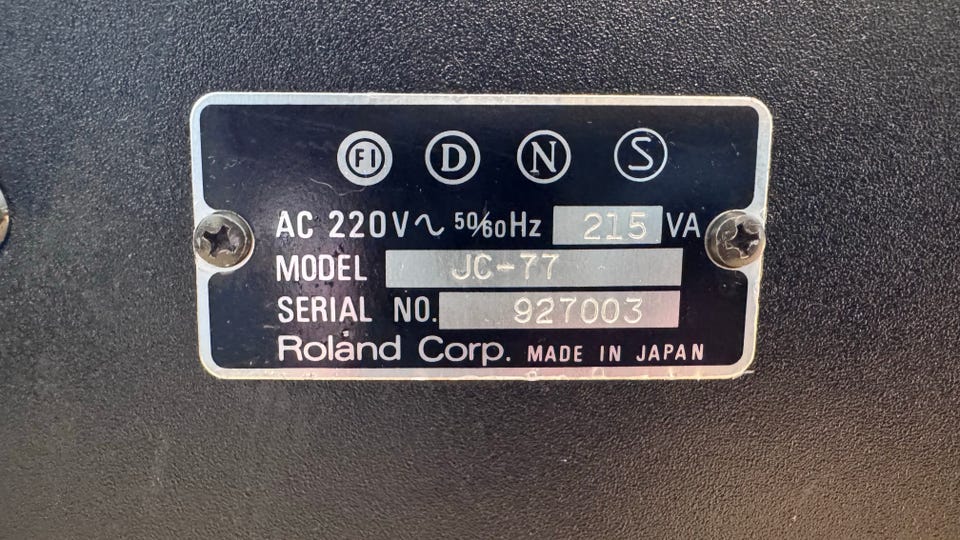 FI D N S
AC 220V~ 50/60Hz 215 VA
MODEL JC-77
SERIAL NO. 927003
Roland Corp. MADE IN JAPAN